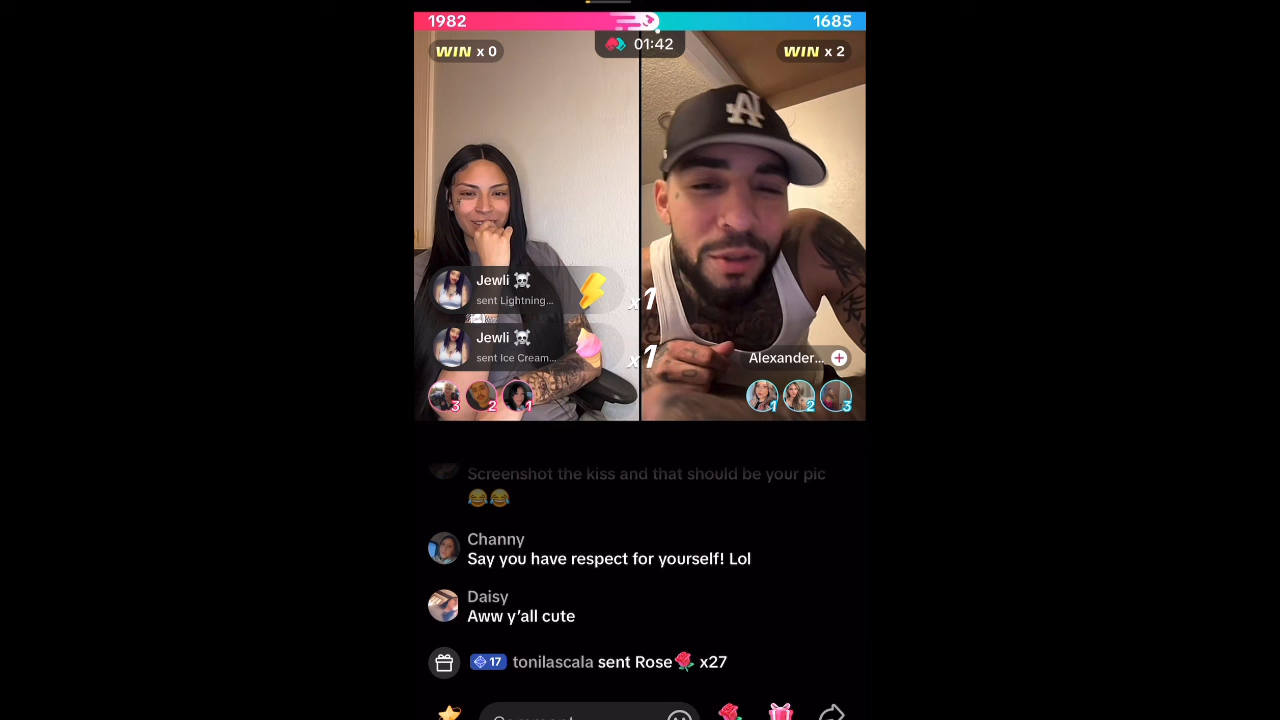 1982
1685
WIN x 0
01:42
WIN x 2
LA
Jewli
sent Lightning...
x1
Jewli
sent Ice Cream...
x1
Alexander...
3
2
1
1
2
3
Screenshot the kiss and that should be your pic
😂😂
Channy
Say you have respect for yourself! Lol
Daisy
Aww y’all cute
17 tonilascala sent Rose x27